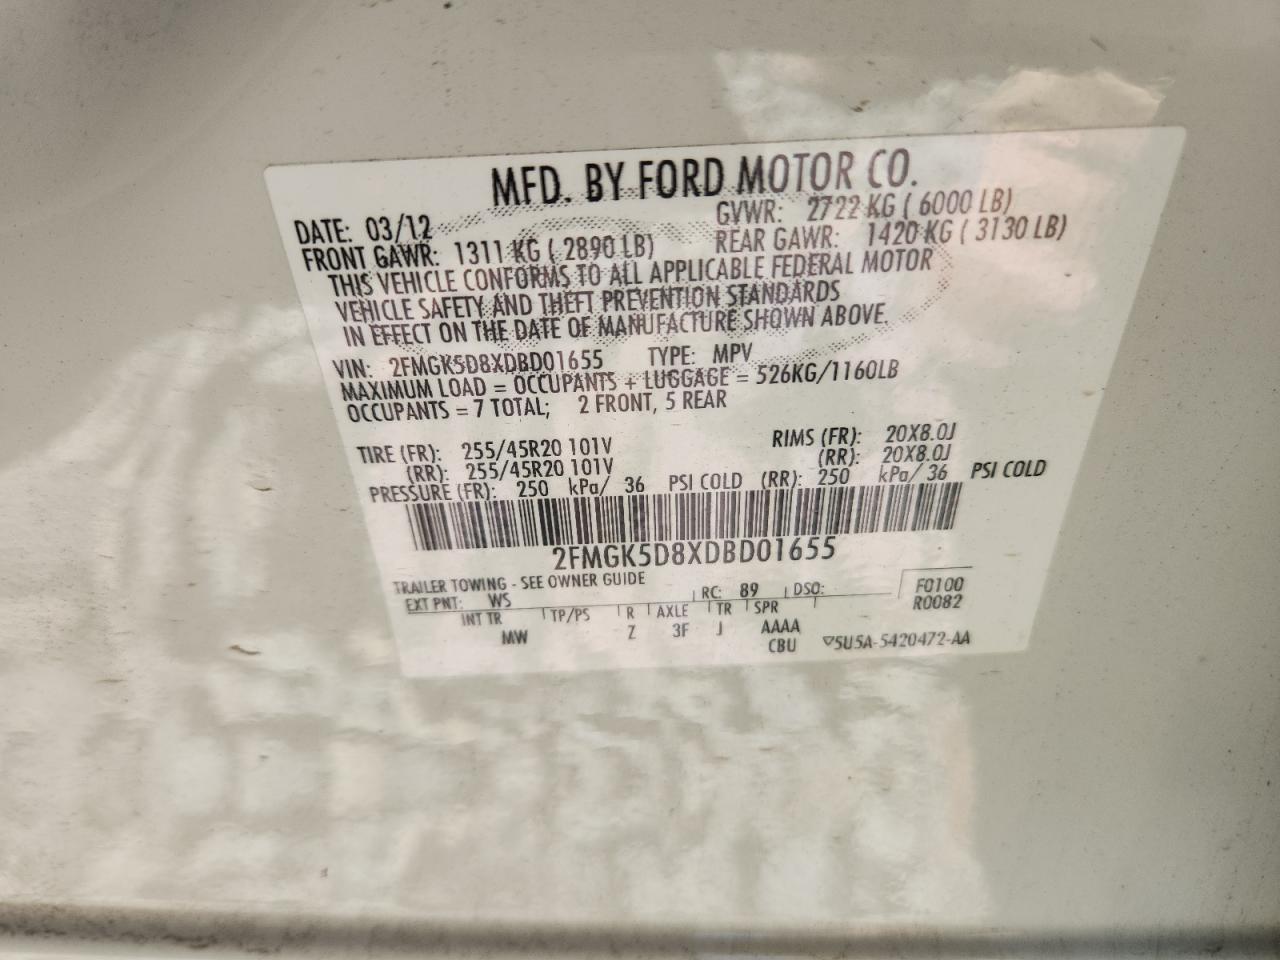 MFD. BY FORD MOTOR CO.
DATE: 03/12 GVWR: 2722 KG ( 6000 LB)
FRONT GAWR: 1311 KG ( 2890 LB) REAR GAWR: 1420 KG ( 3130 LB)
THIS VEHICLE CONFORMS TO ALL APPLICABLE FEDERAL MOTOR
VEHICLE SAFETY AND THEFT PREVENTION STANDARDS
IN EFFECT ON THE DATE OF MANUFACTURE SHOWN ABOVE.
VIN: 2FMGK5D8XDBD01655 TYPE: MPV
MAXIMUM LOAD = OCCUPANTS + LUGGAGE = 526KG/1160LB
OCCUPANTS = 7 TOTAL; 2 FRONT, 5 REAR
TIRE (FR): 255/45R20 101V RIMS (FR): 20X8.0J
(RR): 255/45R20 101V (RR): 20X8.0J
PRESSURE (FR): 250 kPa/ 36 PSI COLD (RR): 250 kPa/ 36 PSI COLD
2FMGK5D8XDBD01655
TRAILER TOWING - SEE OWNER GUIDE
EXT PNT: WS RC: 89 DSO: F0100
R0082
INT TR TP/PS R AXLE TR SPR
MW Z 3F J AAAA
CBU ▽5U5A-5420472-AA